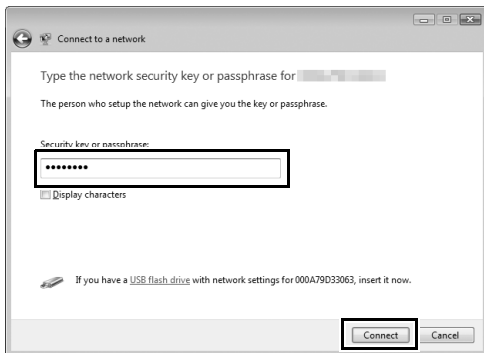 Connect to a network
Type the network security key or passphrase for
The person who setup the network can give you the key or passphrase.
Security key or passphrase:
••••••••
Display characters
If you have a USB flash drive with network settings for 000A79D33063, insert it now.
Connect Cancel